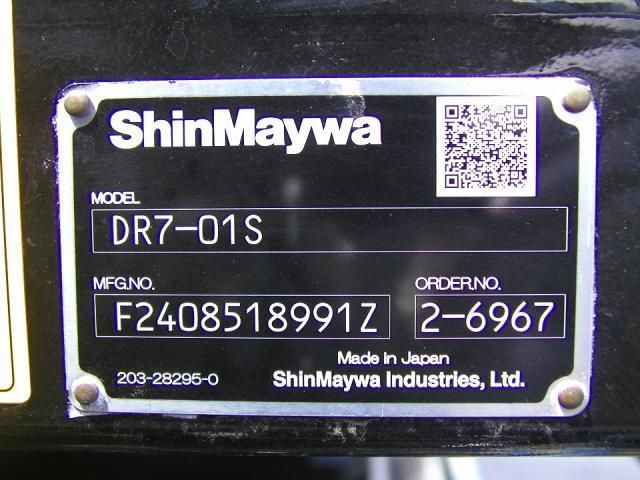 ShinMaywa
MODEL
DR7-01S
MFG.NO.
F2408518991Z
ORDER.NO.
2-6967
Made in Japan
203-28295-0
ShinMaywa Industries, Ltd.